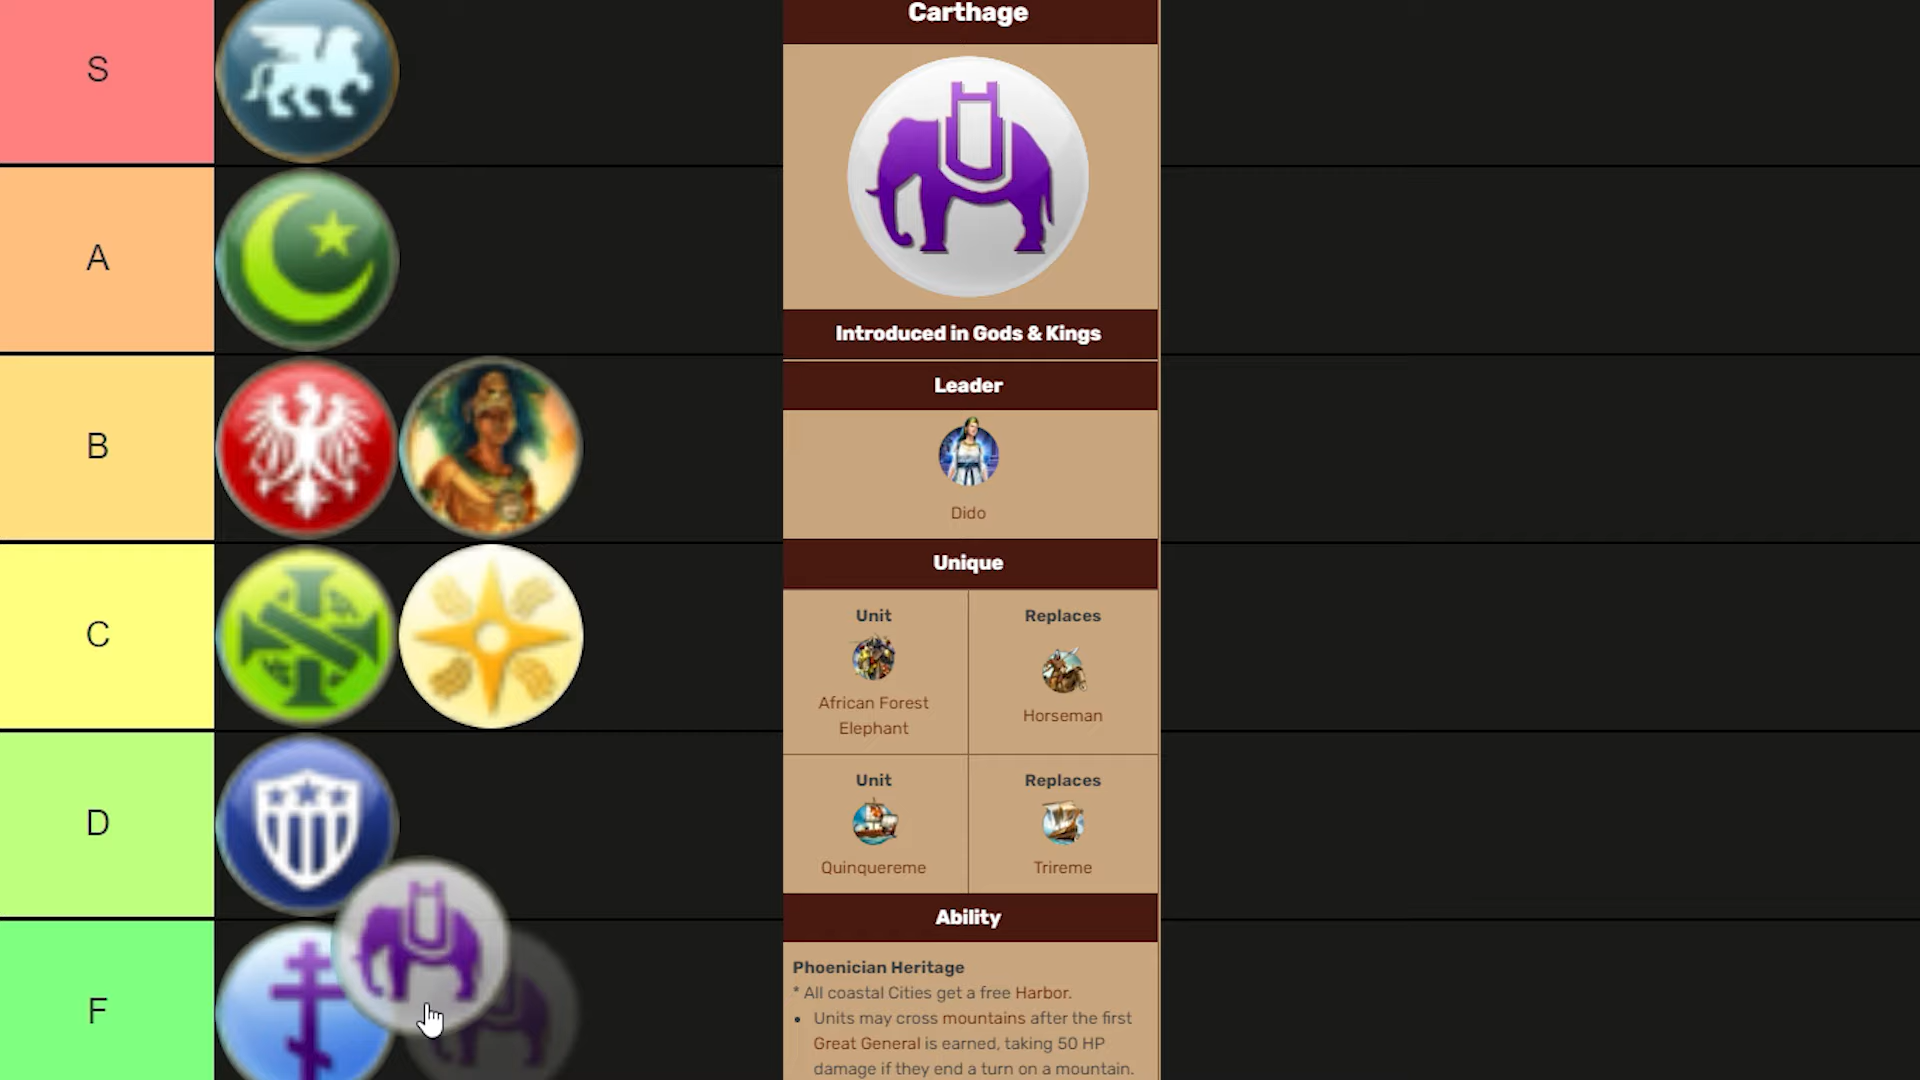 S
A
B
C
D
F
Carthage
Introduced in Gods & Kings
Leader
Dido
Unique
Unit
Replaces
African Forest
Elephant
Horseman
Unit
Replaces
Quinquereme
Trireme
Ability
Phoenician Heritage
* All coastal Cities get a free Harbor.
• Units may cross mountains after the first
Great General is earned, taking 50 HP
damage if they end a turn on a mountain.